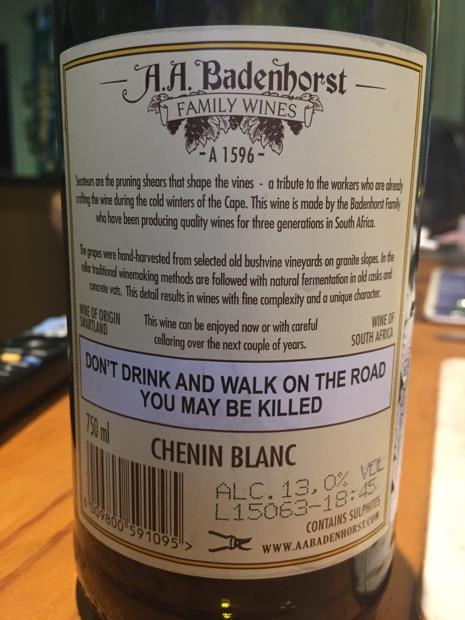 A.A. Badenhorst
FAMILY WINES
- A 1596 -
Secateurs are the pruning shears that shape the vines - a tribute to the workers who are already
crafting the wine during the cold winters of the Cape. This wine is made by the Badenhorst Family
who have been producing quality wines for three generations in South Africa.
The grapes were hand-harvested from selected old bushvine vineyards on granite slopes. In the
cellar traditional winemaking methods are followed with natural fermentation in old casks and
concrete vats. This detail results in wines with fine complexity and a unique character.
WINE OF ORIGIN
SWARTLAND
This wine can be enjoyed now or with careful
cellaring over the next couple of years.
WINE OF
SOUTH AFRICA
DON'T DRINK AND WALK ON THE ROAD
YOU MAY BE KILLED
750 ml
CHENIN BLANC
ALC. 13,0% VOL
L15063-18:45
CONTAINS SULPHITES
6 009800 591095 >
WWW.AABADENHORST.COM